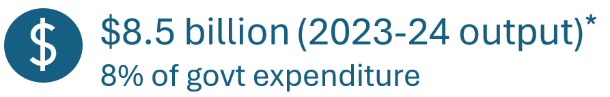 $
$8.5 billion (2023-24 output)*
8% of govt expenditure